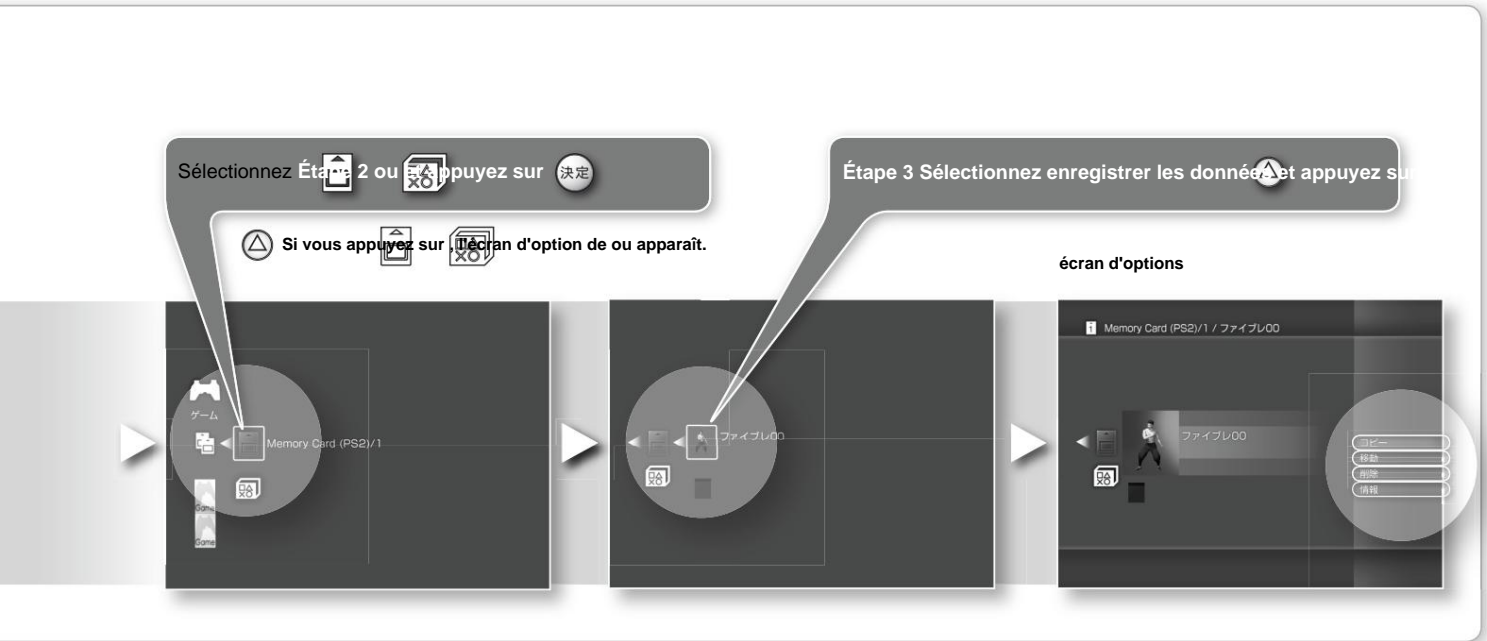 Sélectionnez Étape 2 ou et appuyez sur 決定
Étape 3 Sélectionnez enregistrer les données et appuyez sur
Si vous appuyez sur , l'écran d'option de ou apparaît.
écran d'options
ゲーム
Memory Card (PS2)/1
Game
Game
ファイブレ00
Memory Card (PS2)/1 / ファイブレ00
ファイブレ00
コピー
移動
削除
情報